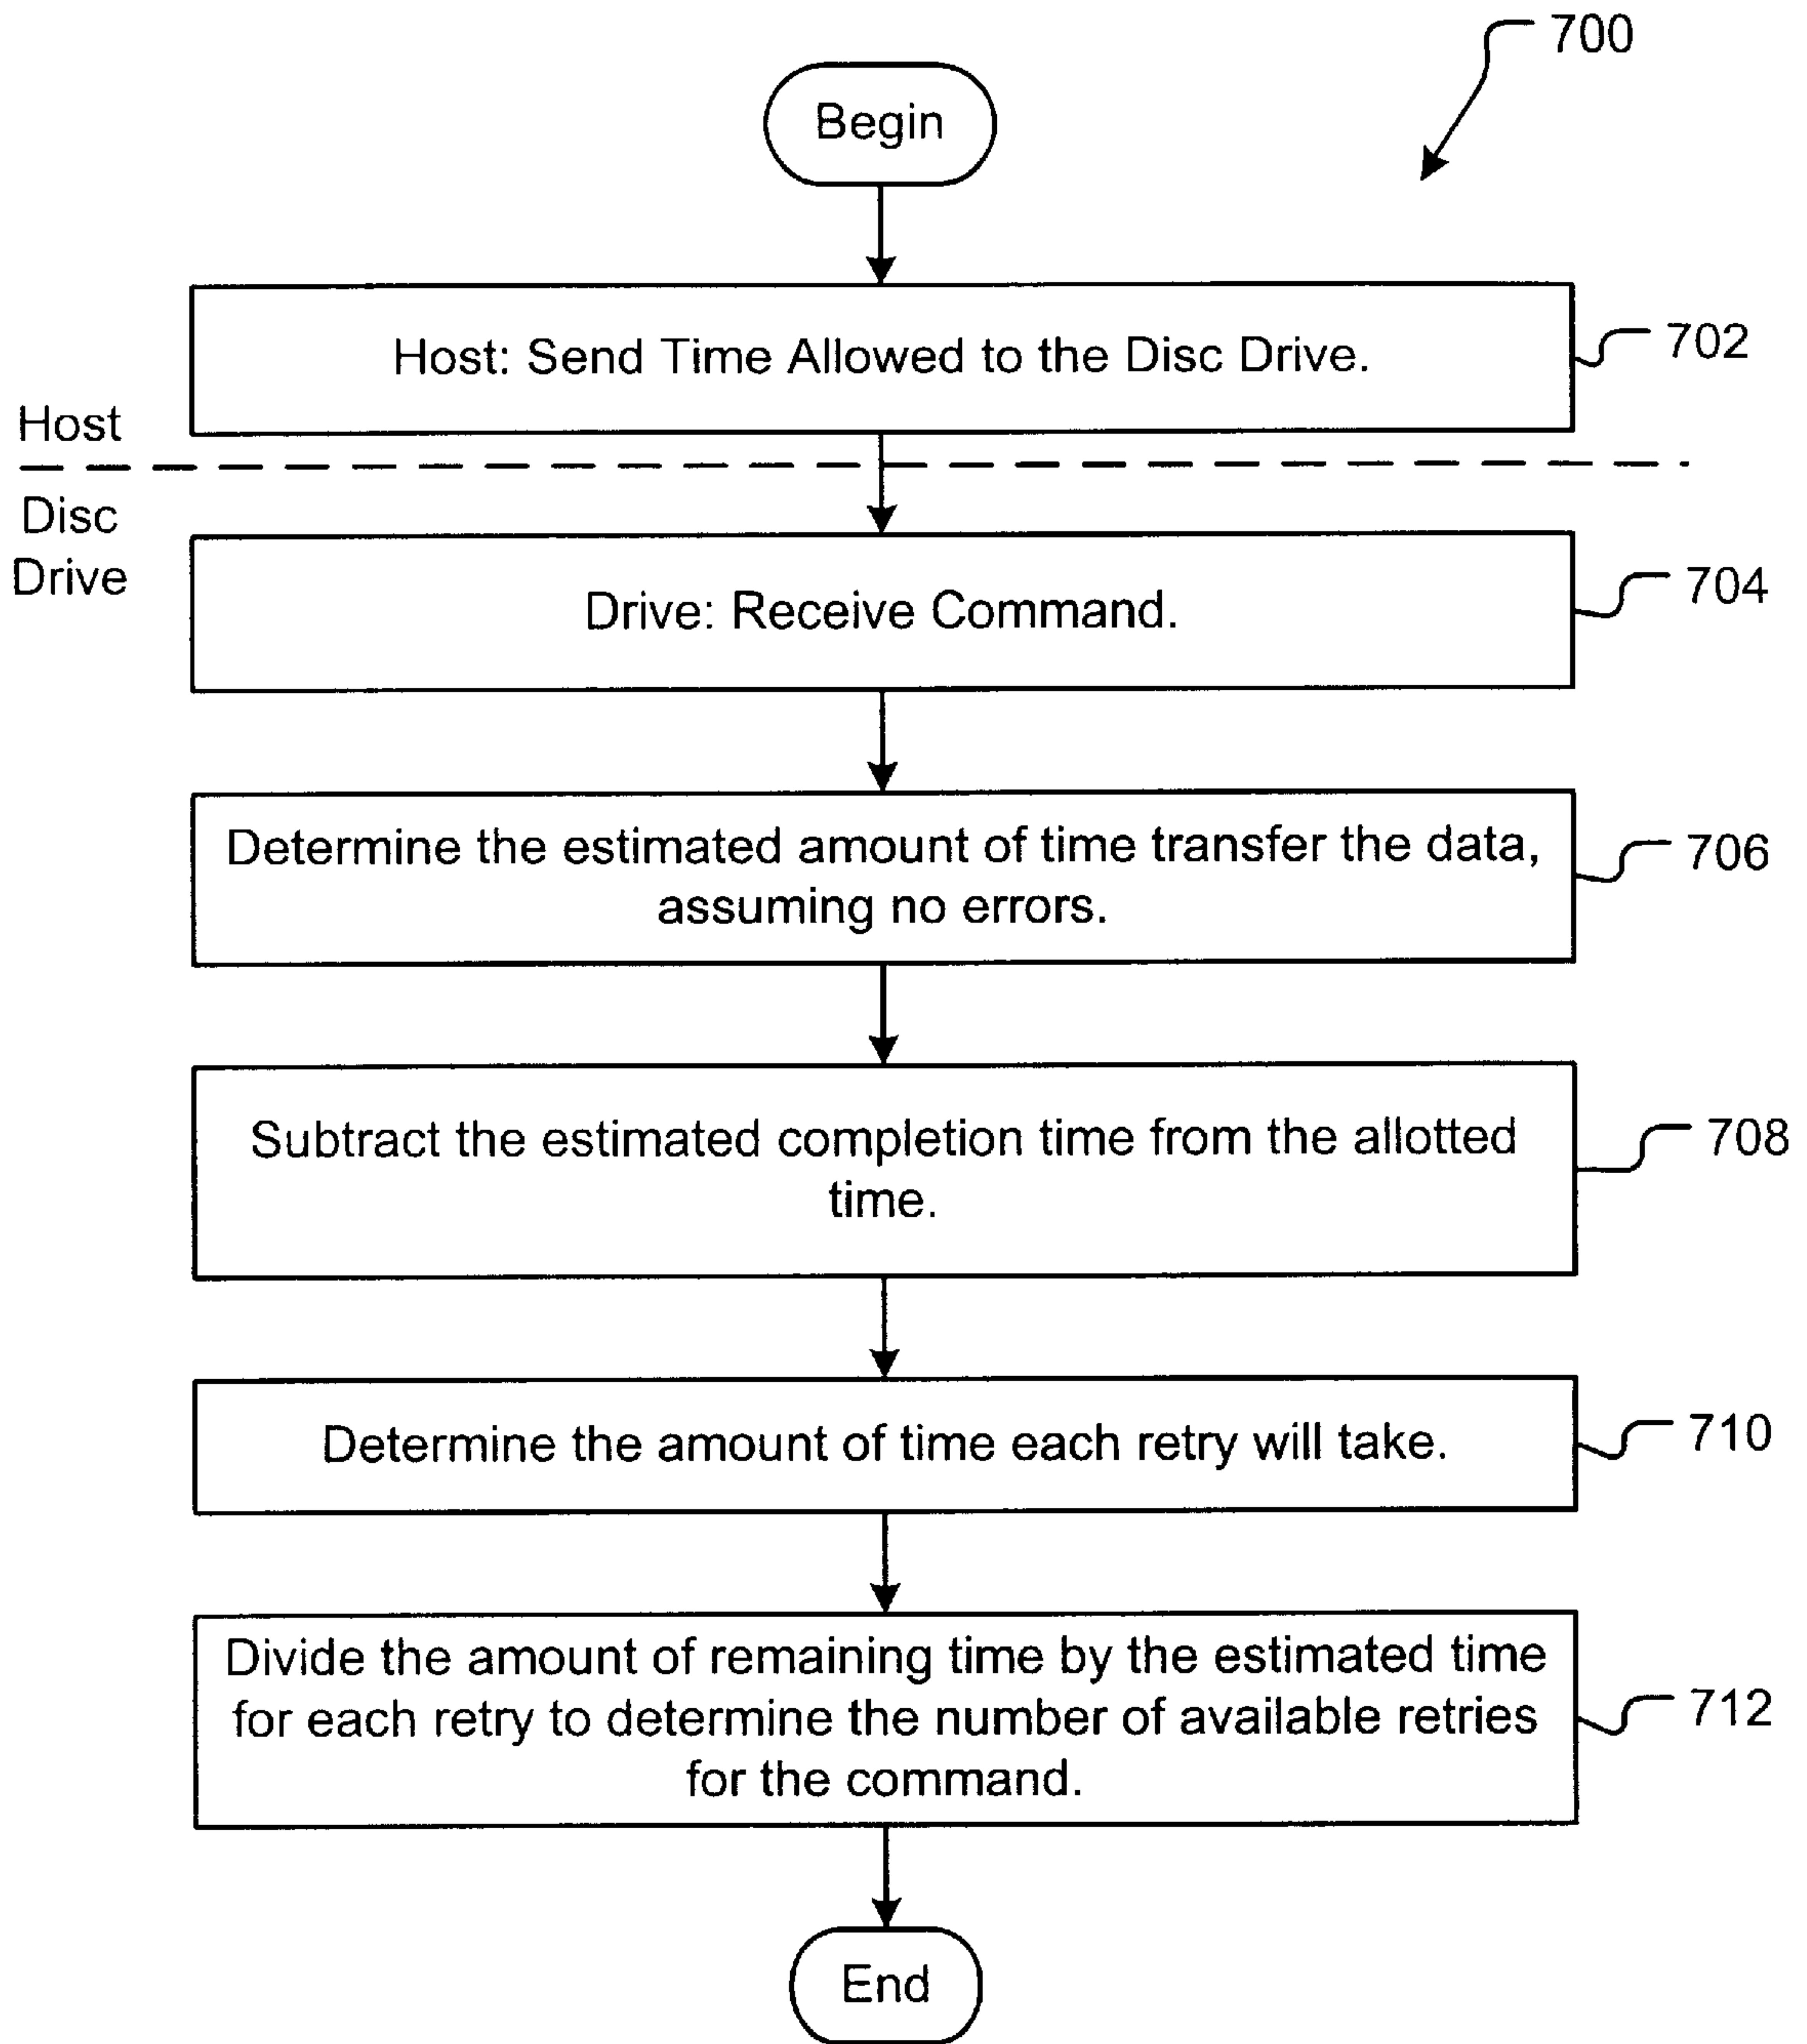 700
Begin
Host: Send Time Allowed to the Disc Drive.
702
Host
Disc
Drive
Drive: Receive Command.
704
Determine the estimated amount of time transfer the data,
assuming no errors.
706
Subtract the estimated completion time from the allotted
time.
708
Determine the amount of time each retry will take.
710
Divide the amount of remaining time by the estimated time
for each retry to determine the number of available retries
for the command.
712
End